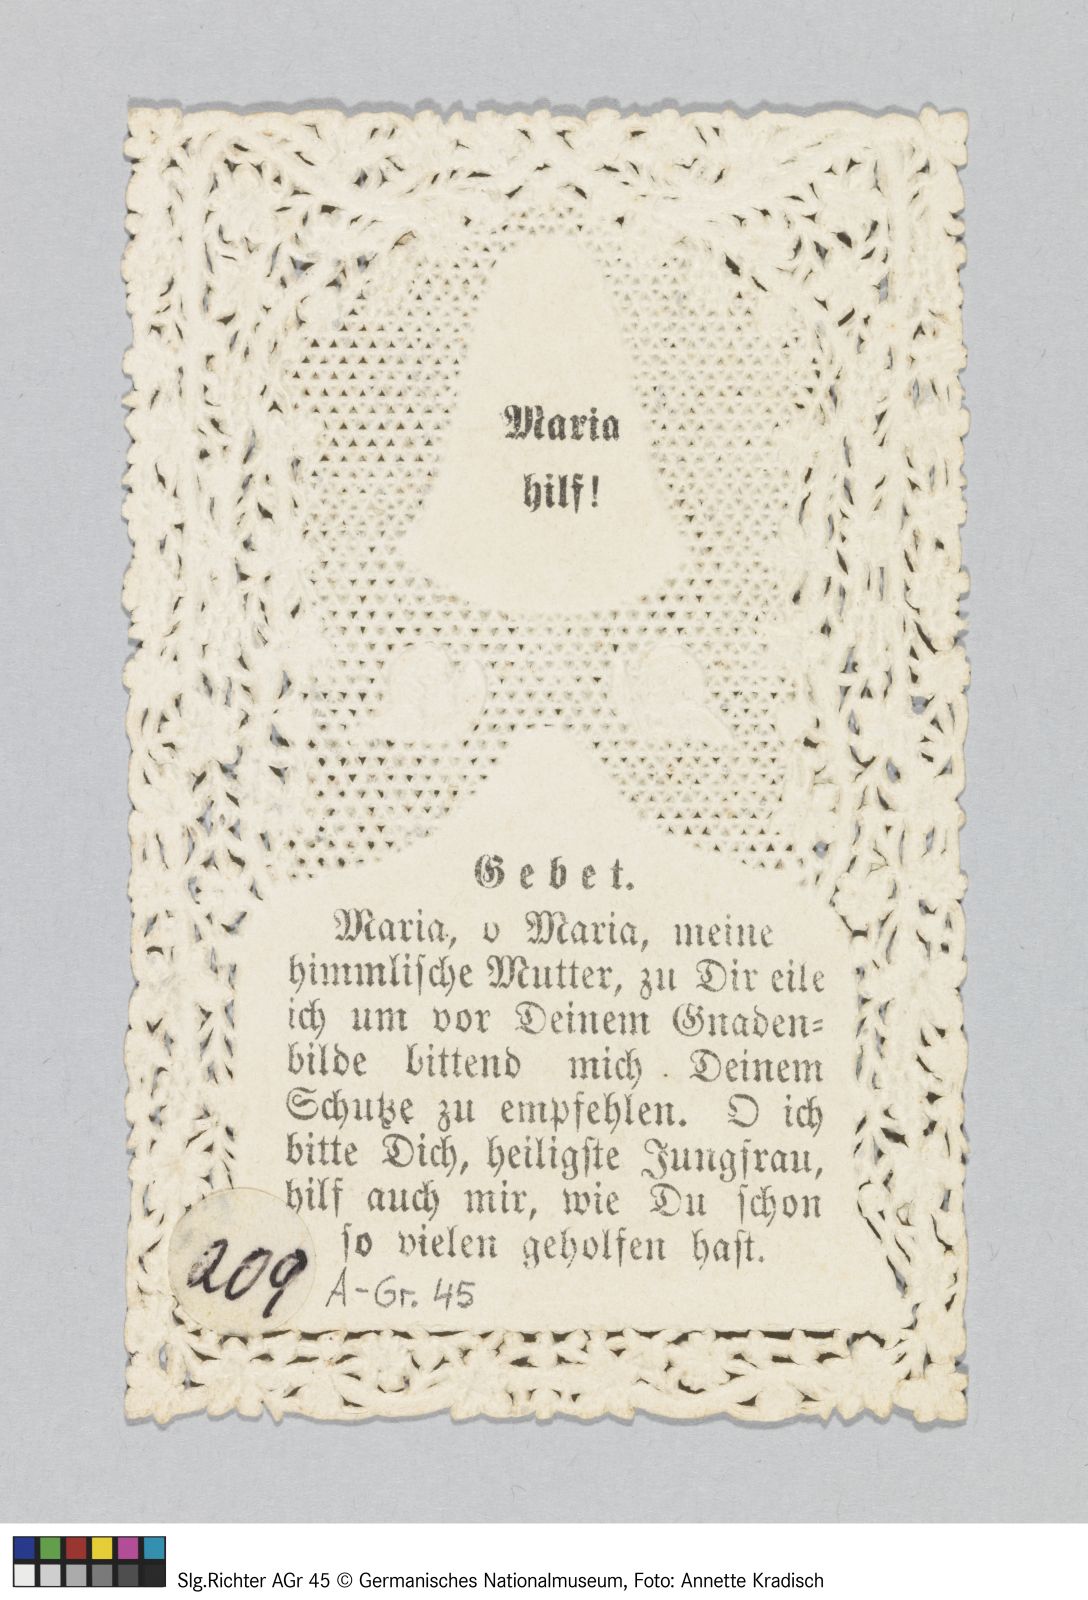 Maria
hilf!
Gebet.
Maria, o Maria, meine
himmlische Mutter, zu Dir eile
ich um vor Deinem Gnaden-
bilde bittend mich Deinem
Schutze zu empfehlen. O ich
bitte Dich, heiligste Jungfrau,
hilf auch mir, wie Du schon
so vielen geholfen hast.
209
A-Gr. 45
Slg.Richter AGr 45 © Germanisches Nationalmuseum, Foto: Annette Kradisch